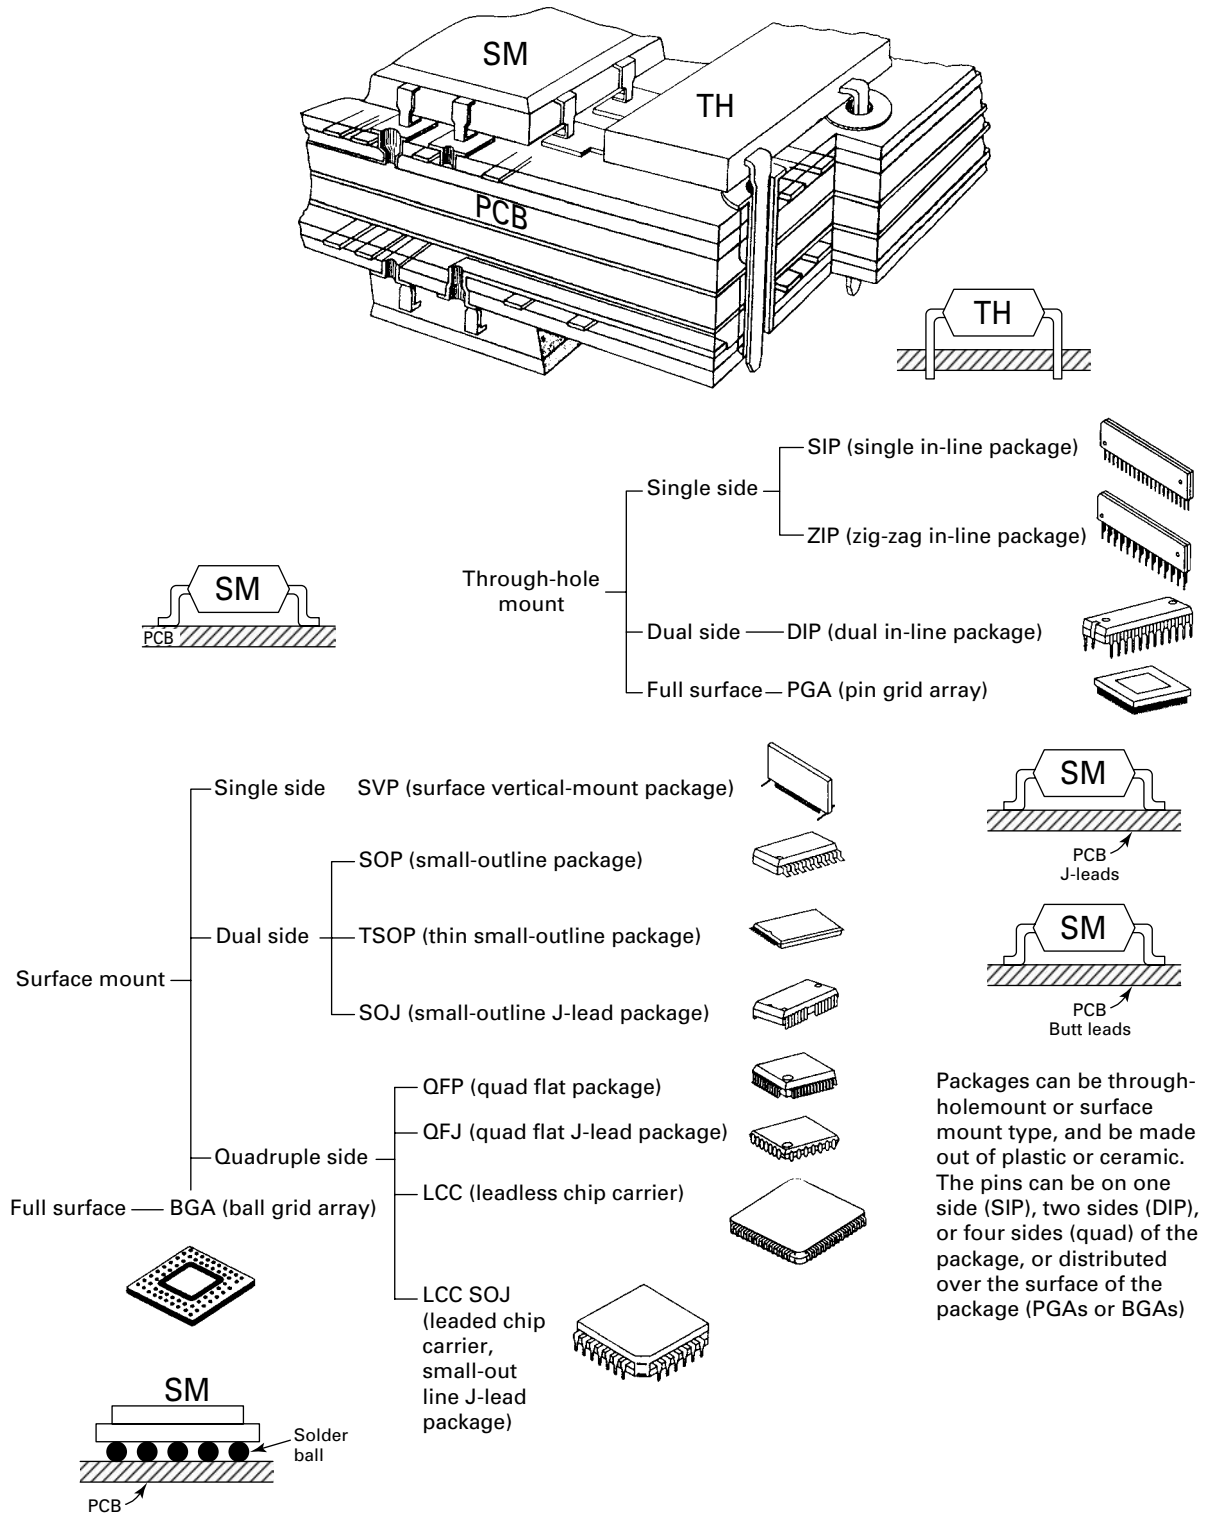 SM
TH
PCB
TH
SIP (single in-line package)
Single side
ZIP (zig-zag in-line package)
Through-hole
mount
Dual side
DIP (dual in-line package)
Full surface
PGA (pin grid array)
SM
PCB
Single side
SVP (surface vertical-mount package)
SOP (small-outline package)
Dual side
TSOP (thin small-outline package)
Surface mount
SOJ (small-outline J-lead package)
QFP (quad flat package)
QFJ (quad flat J-lead package)
Quadruple side
LCC (leadless chip carrier)
Full surface
BGA (ball grid array)
LCC SOJ
(leaded chip
carrier,
small-out
line J-lead
package)
SM
PCB
J-leads
SM
PCB
Butt leads
Packages can be through-
holemount or surface
mount type, and be made
out of plastic or ceramic.
The pins can be on one
side (SIP), two sides (DIP),
or four sides (quad) of the
package, or distributed
over the surface of the
package (PGAs or BGAs)
SM
Solder
ball
PCB